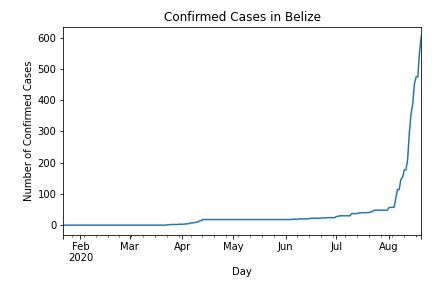 Confirmed Cases in Belize
Number of Confirmed Cases
600
500
400
300
200
100
0
Feb Mar Apr May Jun Jul Aug
2020
Day